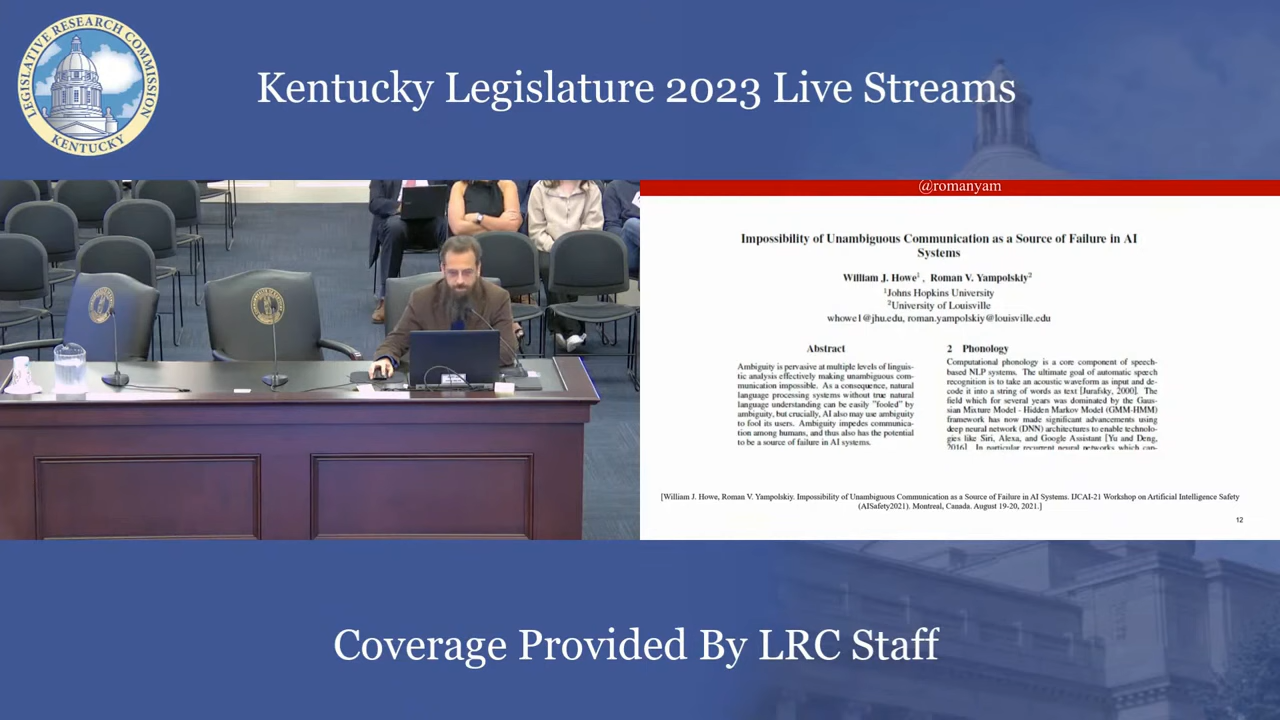 LEGISLATIVE RESEARCH COMMISSION
KENTUCKY
Kentucky Legislature 2023 Live Streams
@romanyam
Impossibility of Unambiguous Communication as a Source of Failure in AI
Systems
William J. Howe¹ , Roman V. Yampolskiy²
¹Johns Hopkins University
²University of Louisville
whowe1@jhu.edu, roman.yampolskiy@louisville.edu
Abstract
Ambiguity is pervasive at multiple levels of linguis-
tic analysis effectively making unambiguous com-
munication impossible. As a consequence, natural
language processing systems without true natural
language understanding can be easily "fooled" by
ambiguity, but crucially, AI also may use ambiguity
to fool its users. Ambiguity impedes communica-
tion among humans, and thus also has the potential
to be a source of failure in AI systems.
2 Phonology
Computational phonology is a core component of speech-
based NLP systems. The ultimate goal of automatic speech
recognition is to take an acoustic waveform as input and de-
code it into a string of words as text [Jurafsky, 2000]. The
field which for several years was dominated by the Gaus-
sian Mixture Model - Hidden Markov Model (GMM-HMM)
framework has now made significant advancements using
deep neural network (DNN) architectures to enable technolo-
gies like Siri, Alexa, and Google Assistant [Yu and Deng,
2016]. In particular recurrent neural networks which can-
[William J. Howe, Roman V. Yampolskiy. Impossibility of Unambiguous Communication as a Source of Failure in AI Systems. IJCAI-21 Workshop on Artificial Intelligence Safety
(AISafety2021). Montreal, Canada. August 19-20, 2021.]
12
Coverage Provided By LRC Staff